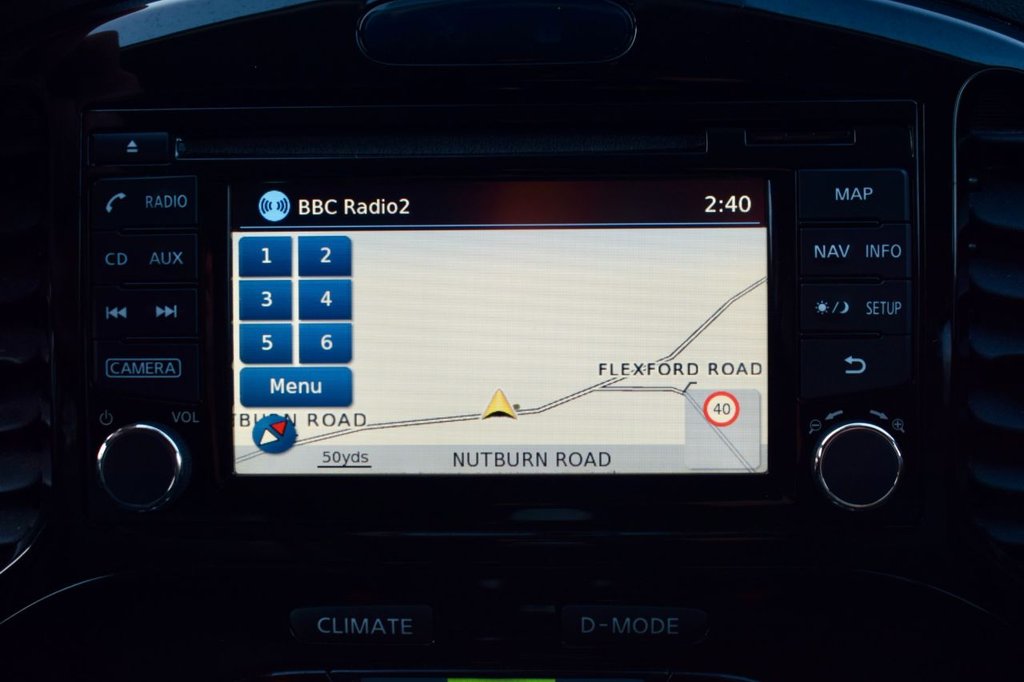 RADIO
CD AUX
CAMERA
VOL
BBC Radio2 2:40
1 2
3 4
5 6
Menu
FLEXFORD ROAD
40
ROAD
50yds
NUTBURN ROAD
MAP
NAV INFO
SETUP
CLIMATE
D-MODE